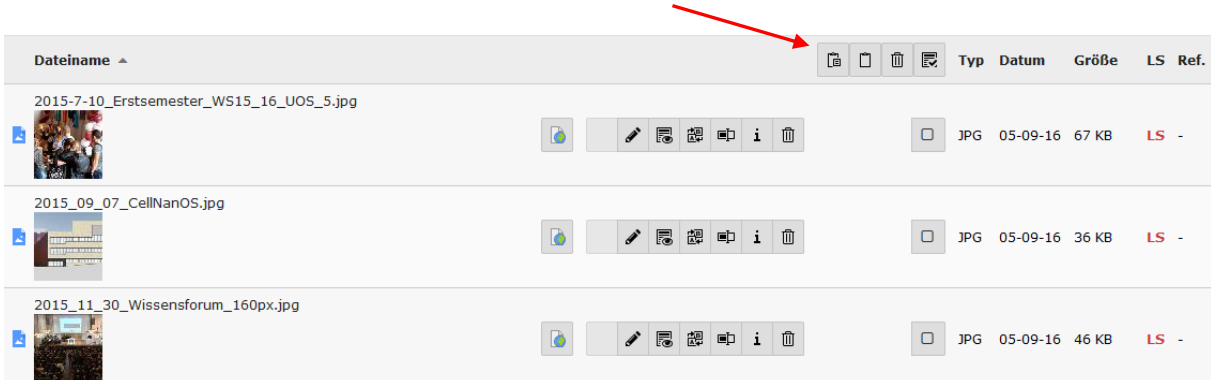 Dateiname Typ Datum Größe LS Ref.
2015-7-10_Erstsemester_WS15_16_UOS_5.jpg
JPG 05-09-16 67 KB LS -
2015_09_07_CellNanOS.jpg
JPG 05-09-16 36 KB LS -
2015_11_30_Wissensforum_160px.jpg
JPG 05-09-16 46 KB LS -